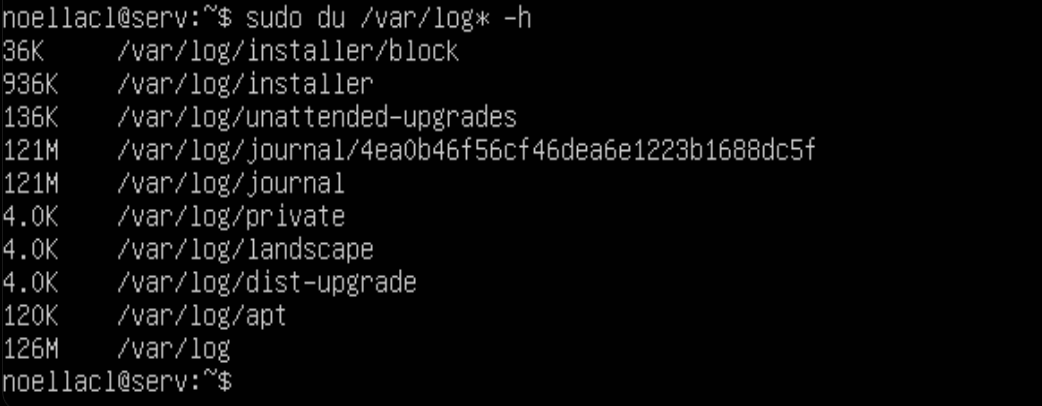 noellacl@serv:~$ sudo du /var/log* -h
36K /var/log/installer/block
936K /var/log/installer
136K /var/log/unattended-upgrades
121M /var/log/journal/4ea0b46f56cf46dea6e1223b1688dc5f
121M /var/log/journal
4.0K /var/log/private
4.0K /var/log/landscape
4.0K /var/log/dist-upgrade
120K /var/log/apt
126M /var/log
noellacl@serv:~$